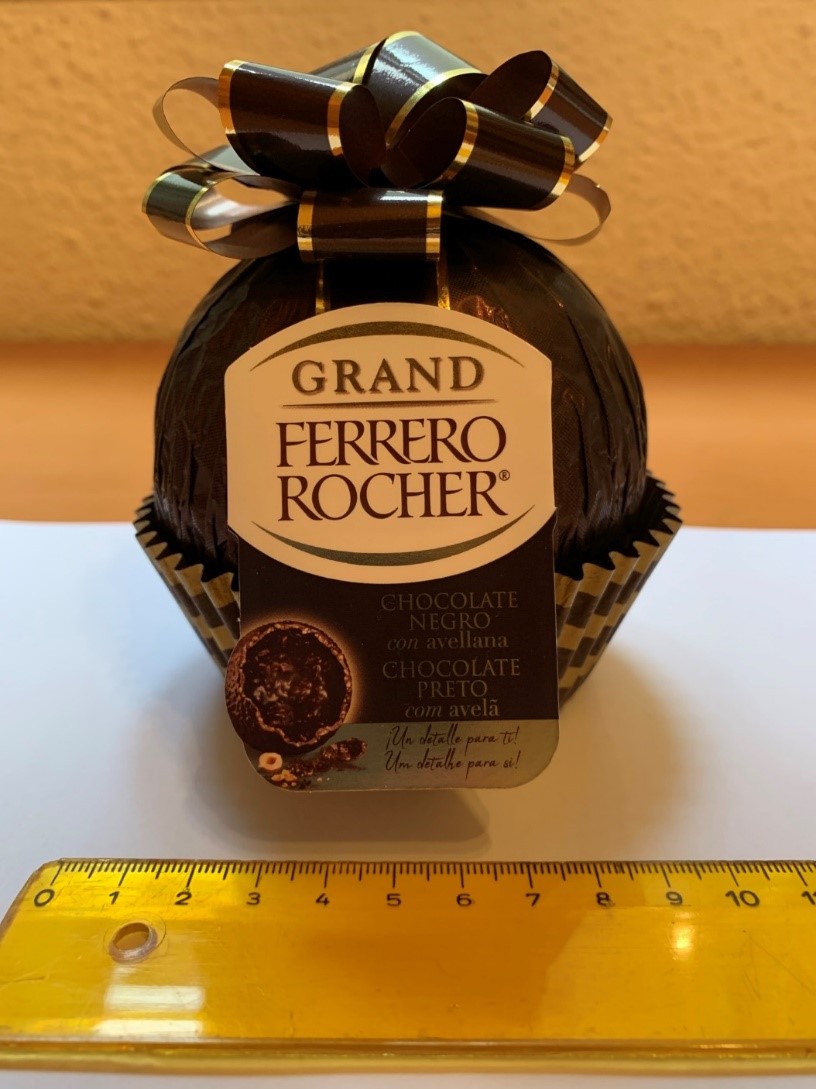 GRAND
FERRERO
ROCHER®
CHOCOLATE
NEGRO
con avellana
CHOCOLATE
PRETO
com avelã
¡Un detalle para ti!
Um detalhe para si!
0 1 2 3 4 5 6 7 8 9 10